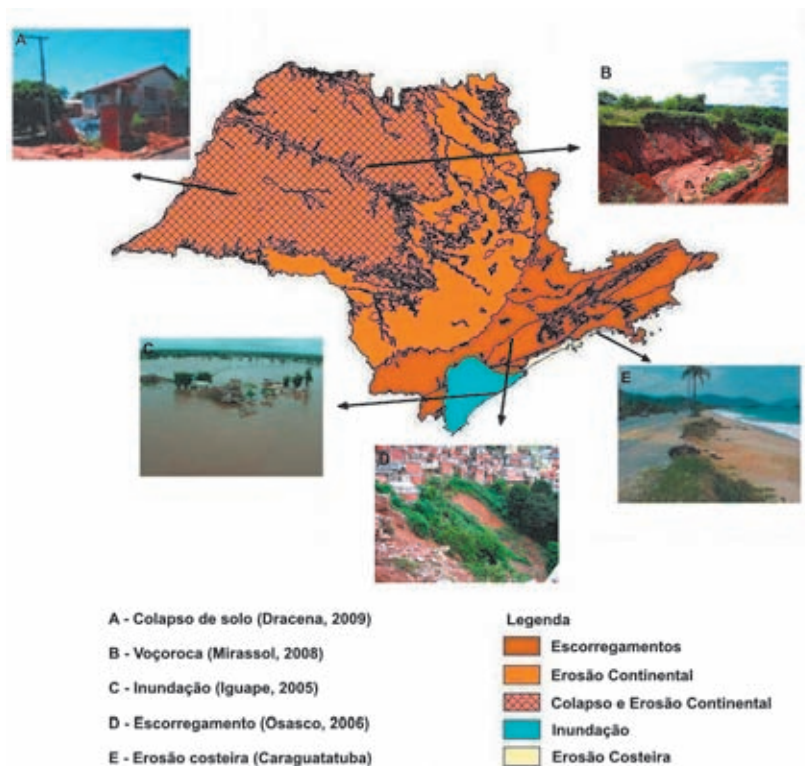 A
B
C
E
D
A - Colapso de solo (Dracena, 2009)
B - Voçoroca (Mirassol, 2008)
C - Inundação (Iguape, 2005)
D - Escorregamento (Osasco, 2006)
E - Erosão costeira (Caraguatatuba)
Legenda
Escorregamentos
Erosão Continental
Colapso e Erosão Continental
Inundação
Erosão Costeira